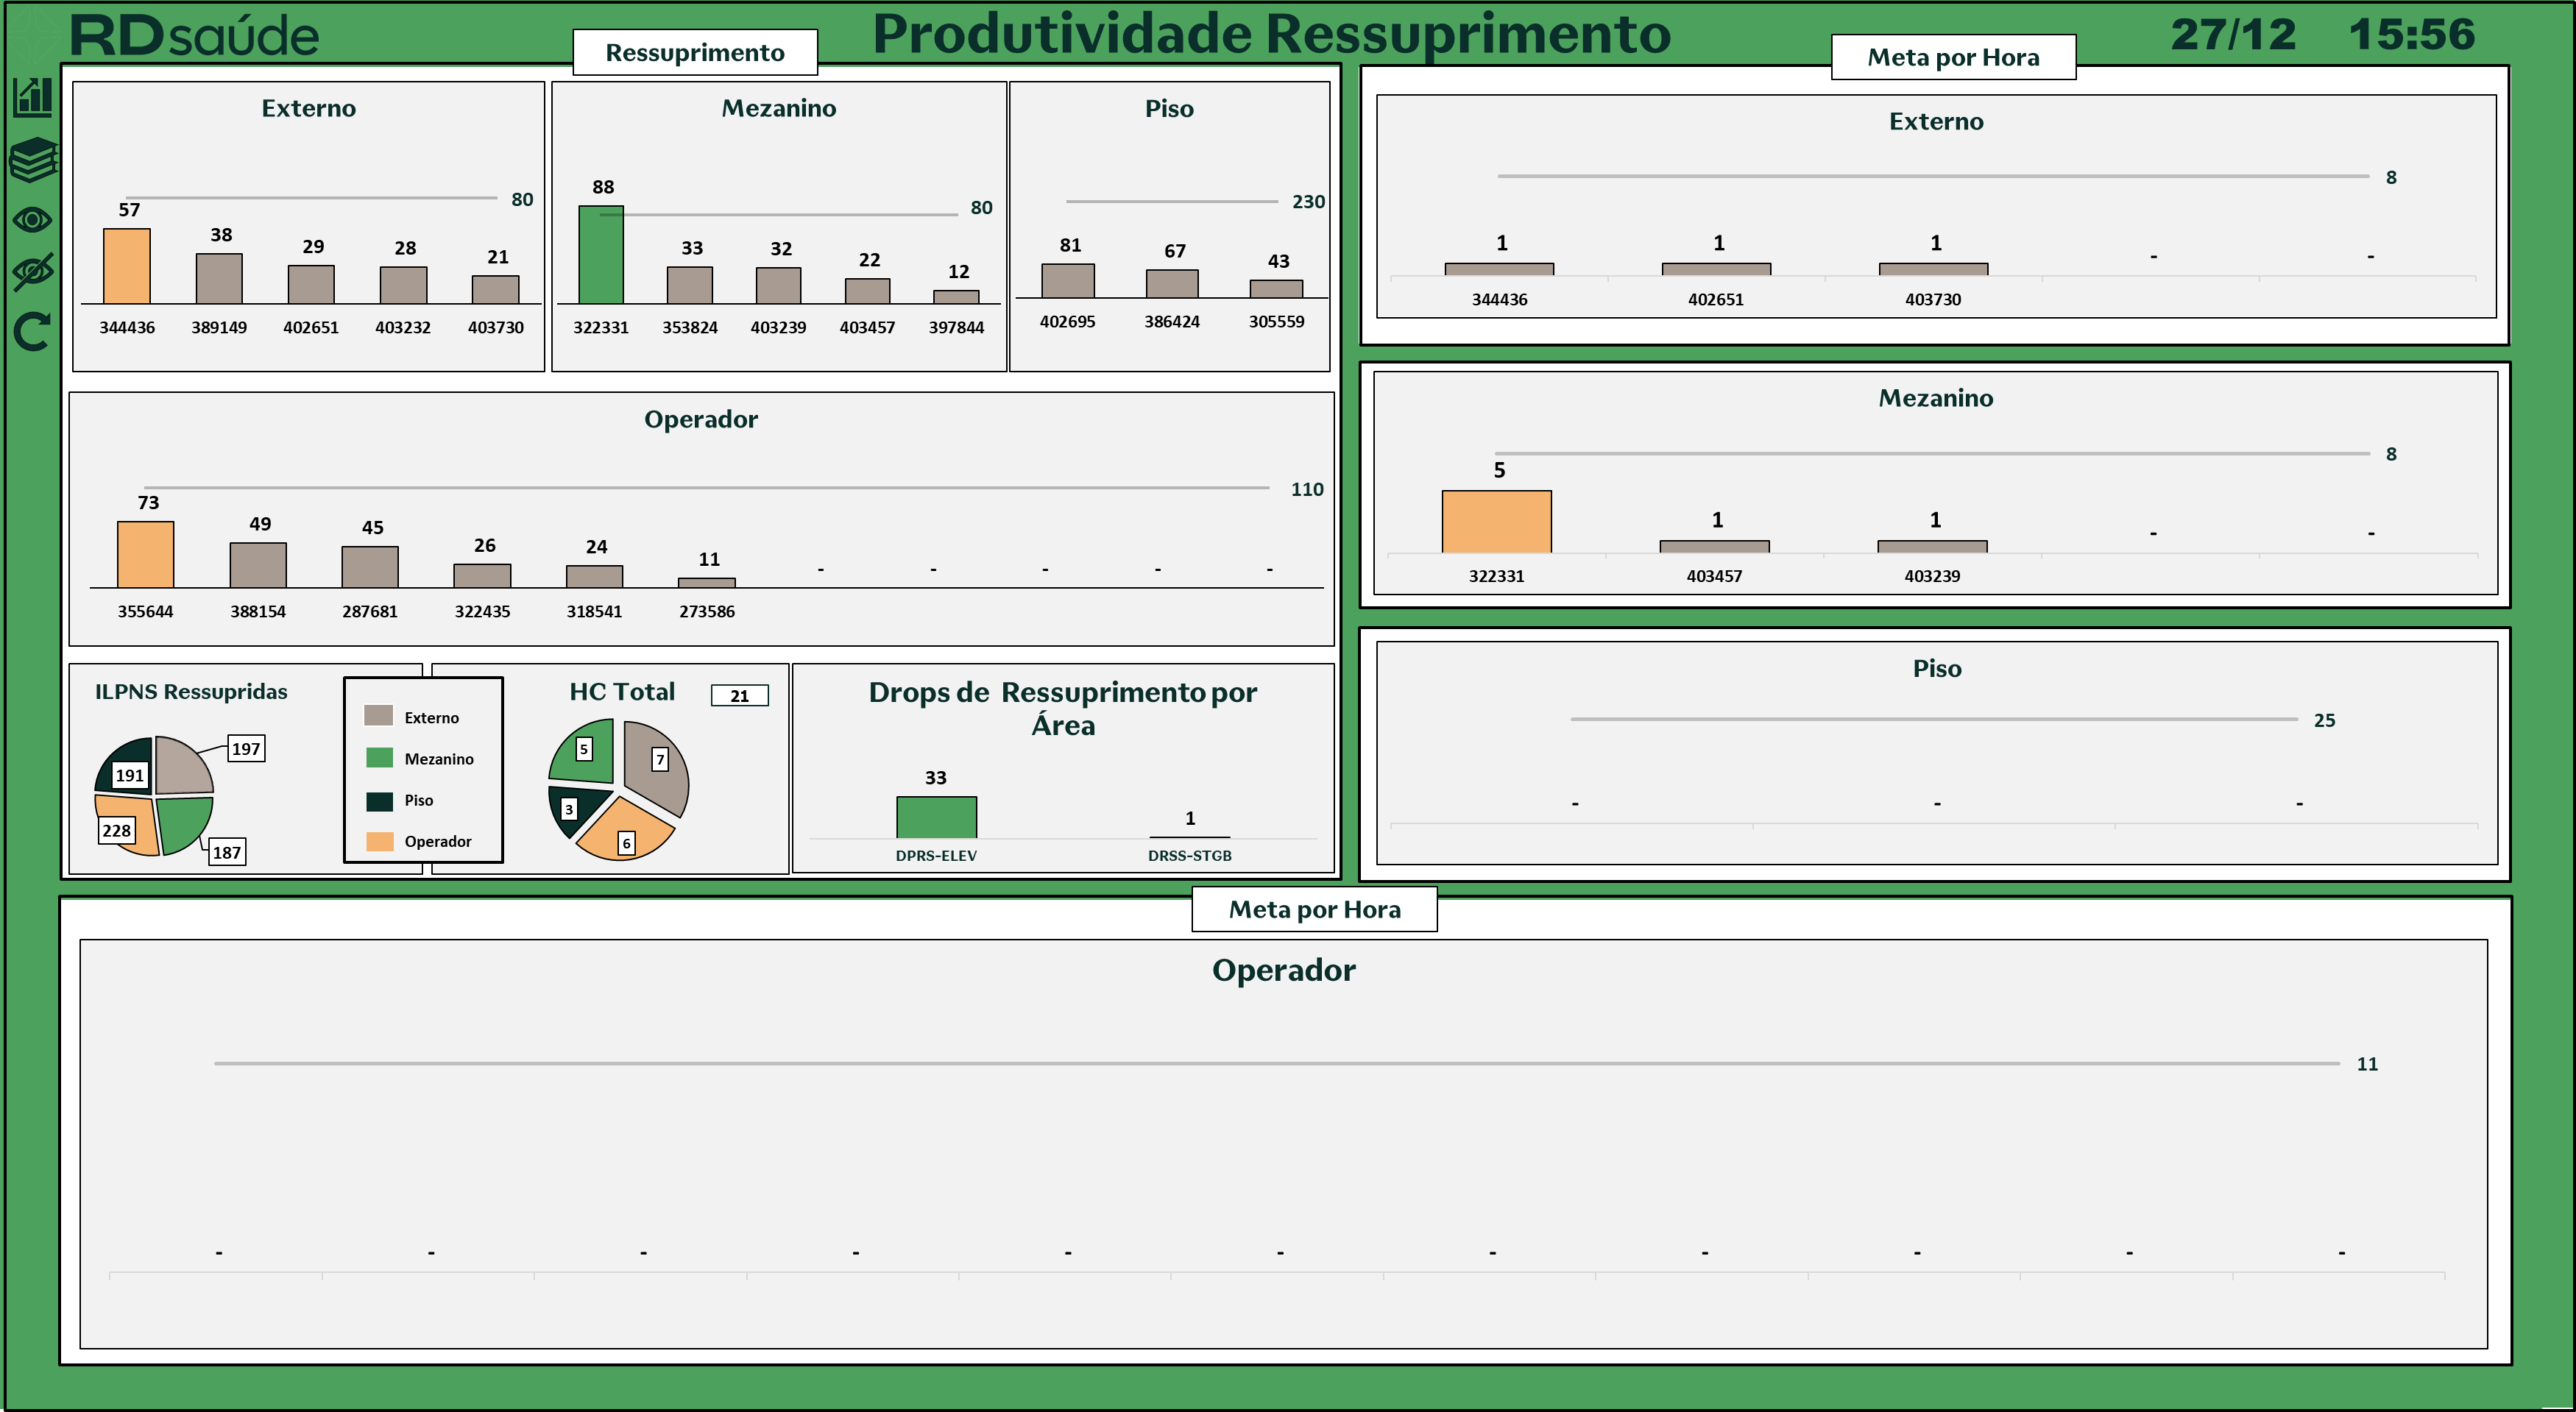 RDsaúde
Produtividade Ressuprimento
27/12 15:56
Ressuprimento
Externo
80
57 38 29 28 21
344436 389149 402651 403232 403730
Mezanino
88
80
33 32 22 12
322331 353824 403239 403457 397844
Piso
230
81 67 43
402695 386424 305559
Operador
110
73 49 45 26 24 11 - - - - -
355644 388154 287681 322435 318541 273586
ILPNS Ressupridas
197
191
228
187
Externo
Mezanino
Piso
Operador
HC Total
21
5
7
3
6
Drops de Ressuprimento por
Área
33 1
DPRS-ELEV DRSS-STGB
Meta por Hora
Externo
8
1 1 1 - -
344436 402651 403730
Mezanino
8
5
1 1 - -
322331 403457 403239
Piso
25
- - -
Meta por Hora
Operador
11
- - - - - - - - - - -